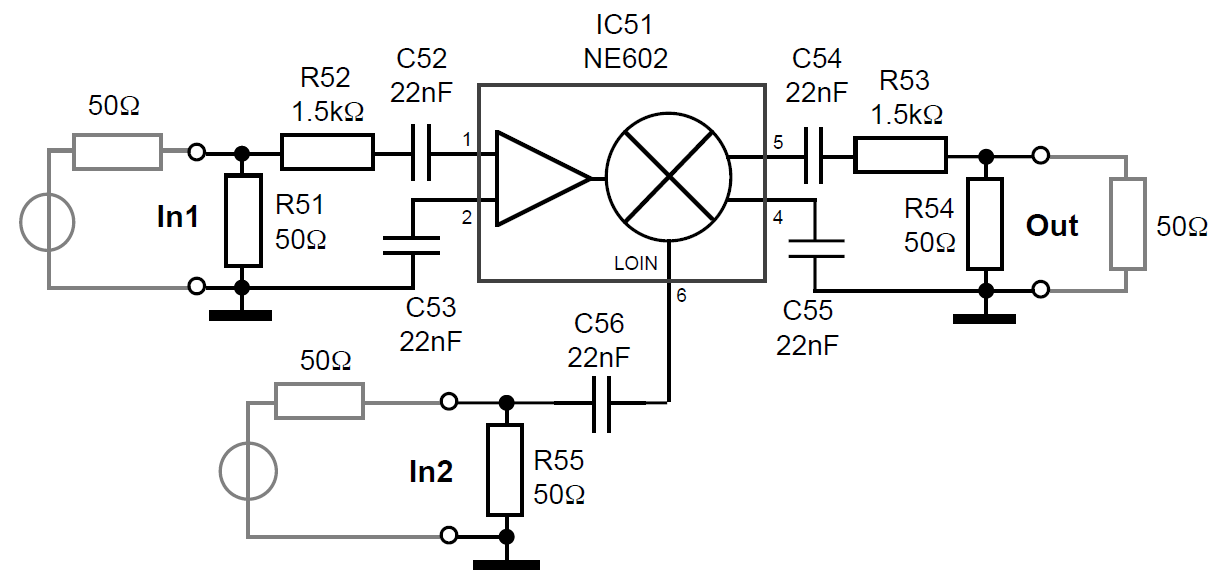 IC51
NE602
C52
22nF
C54
22nF
R52
1.5kΩ
R53
1.5kΩ
50Ω
1
5
2
4
In1
R51
50Ω
R54
50Ω
Out
50Ω
LOIN
6
C53
22nF
C56
22nF
C55
22nF
50Ω
In2
R55
50Ω